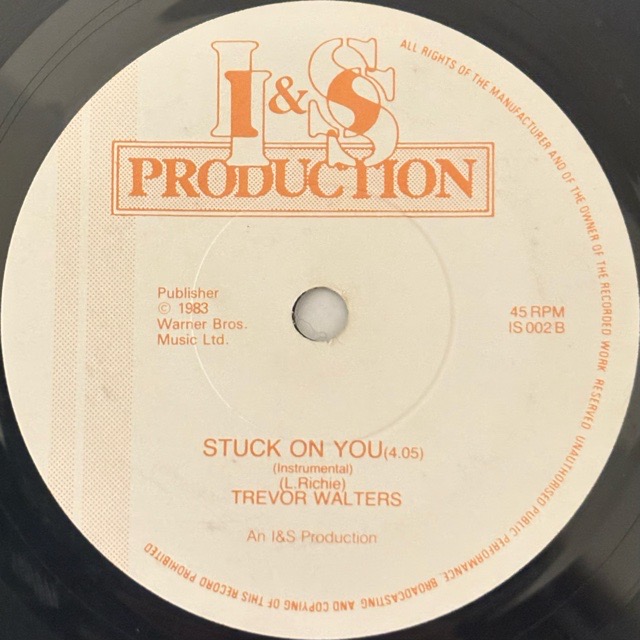 I&S
PRODUCTION
ALL RIGHTS OF THE MANUFACTURER AND OF THE OWNER OF THE RECORDED WORK RESERVED UNAUTHORISED PUBLIC PERFORMANCE, BROADCASTING AND COPYING OF THIS RECORD PROHIBITED
Publisher
© 1983
Warner Bros.
Music Ltd.
45 RPM
IS 002 B
STUCK ON YOU (4.05)
(Instrumental)
(L.Richie)
TREVOR WALTERS
An I&S Production